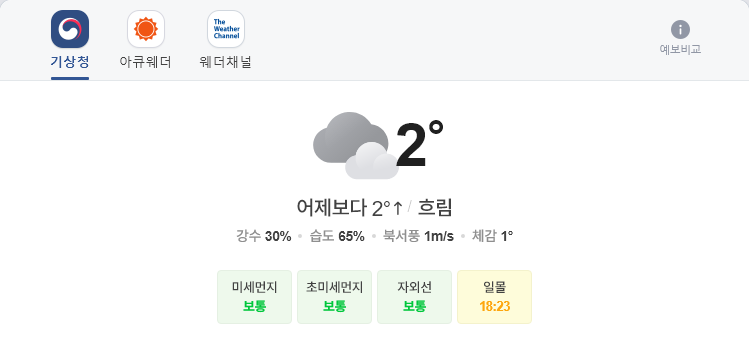 The
Weather
Channel
기상청 아큐웨더 웨더채널
예보비교
2°
어제보다 2°↑ / 흐림
강수 30% • 습도 65% • 북서풍 1m/s • 체감 1°
미세먼지 초미세먼지 자외선 일몰
보통 보통 보통 18:23